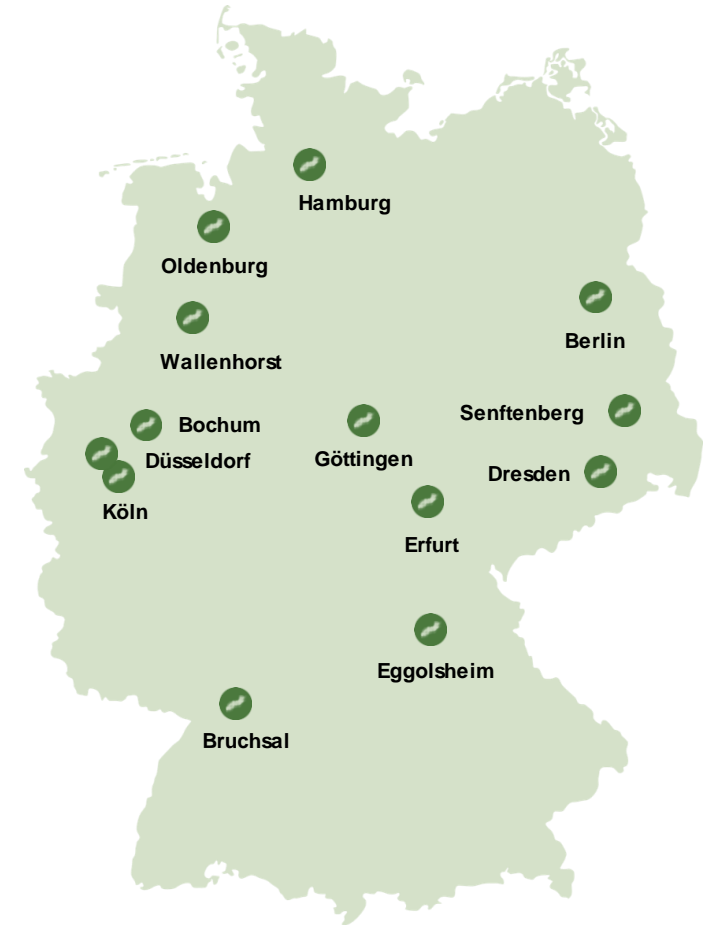 Hamburg
Oldenburg
Berlin
Wallenhorst
Senftenberg
Bochum
Göttingen
Düsseldorf
Dresden
Köln
Erfurt
Eggolsheim
Bruchsal